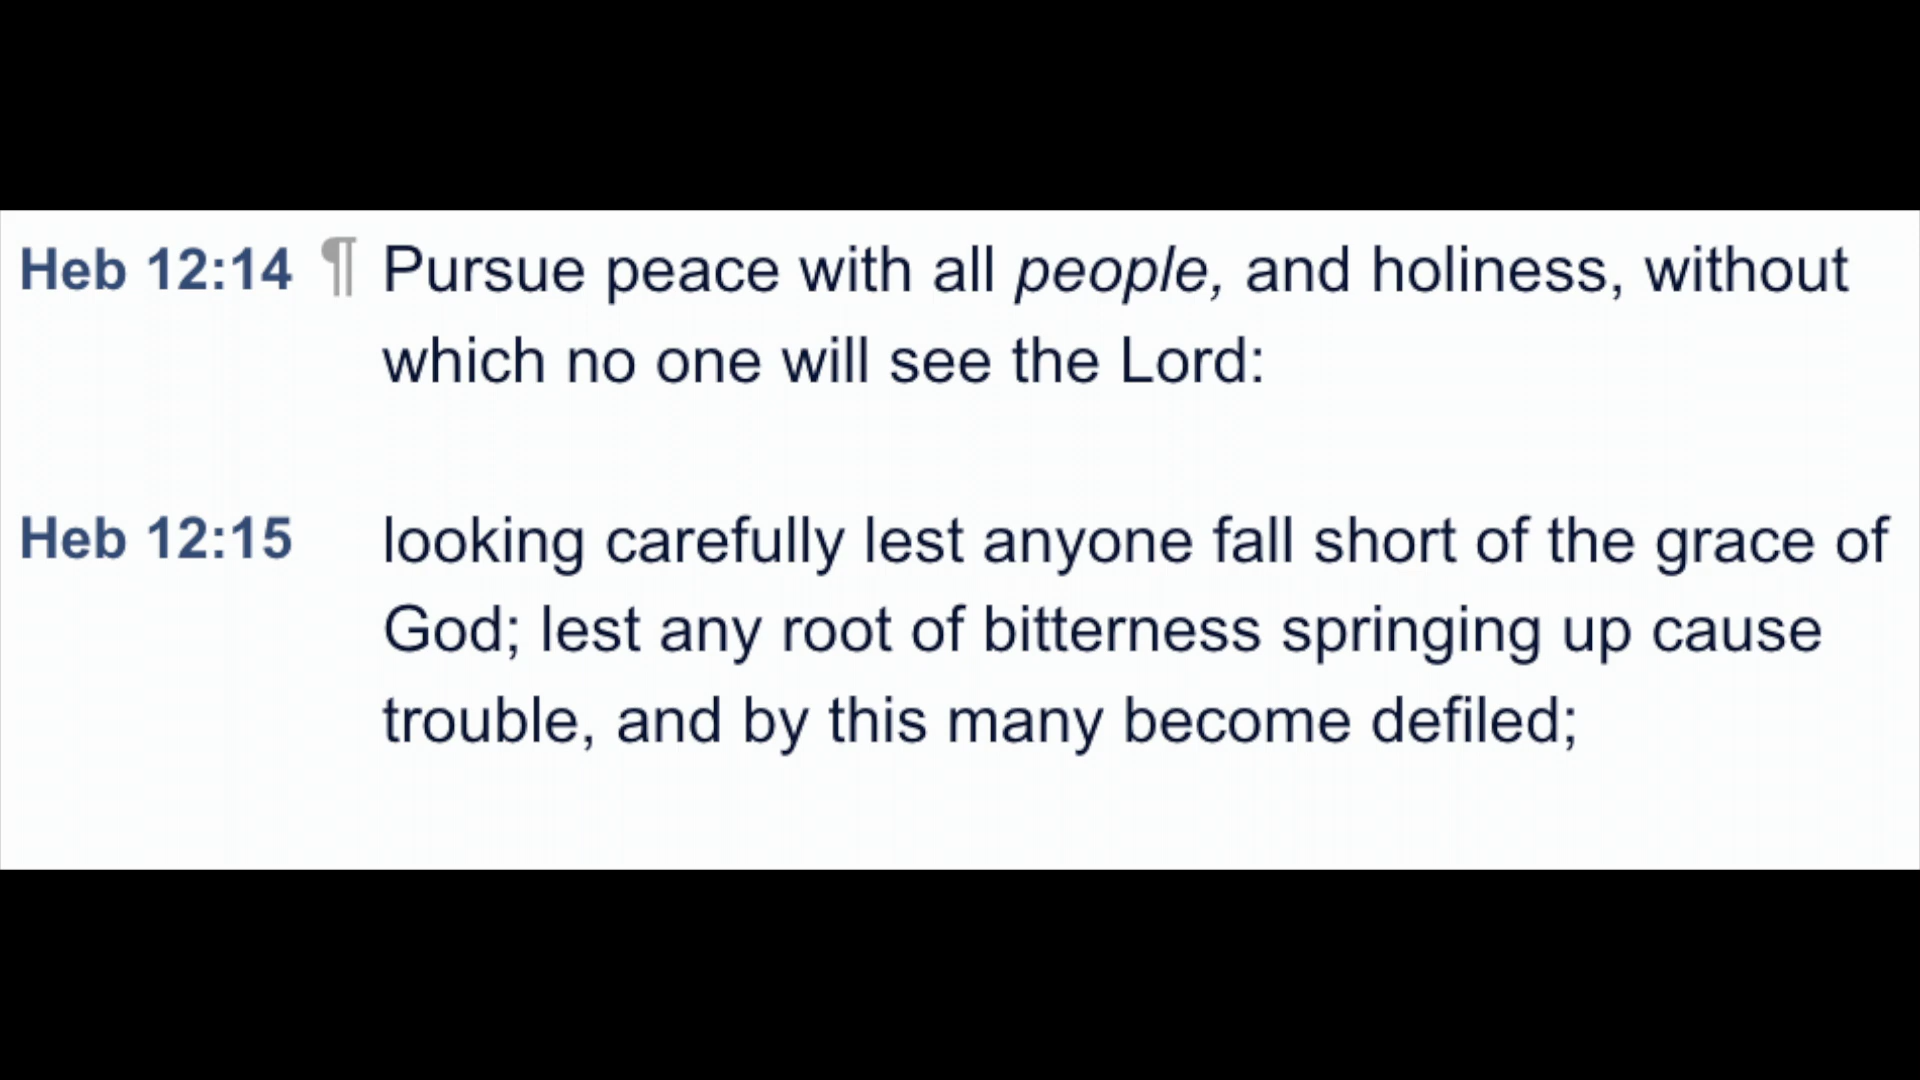 Heb 12:14 ¶ Pursue peace with all people, and holiness, without
which no one will see the Lord:
Heb 12:15 looking carefully lest anyone fall short of the grace of
God; lest any root of bitterness springing up cause
trouble, and by this many become defiled;